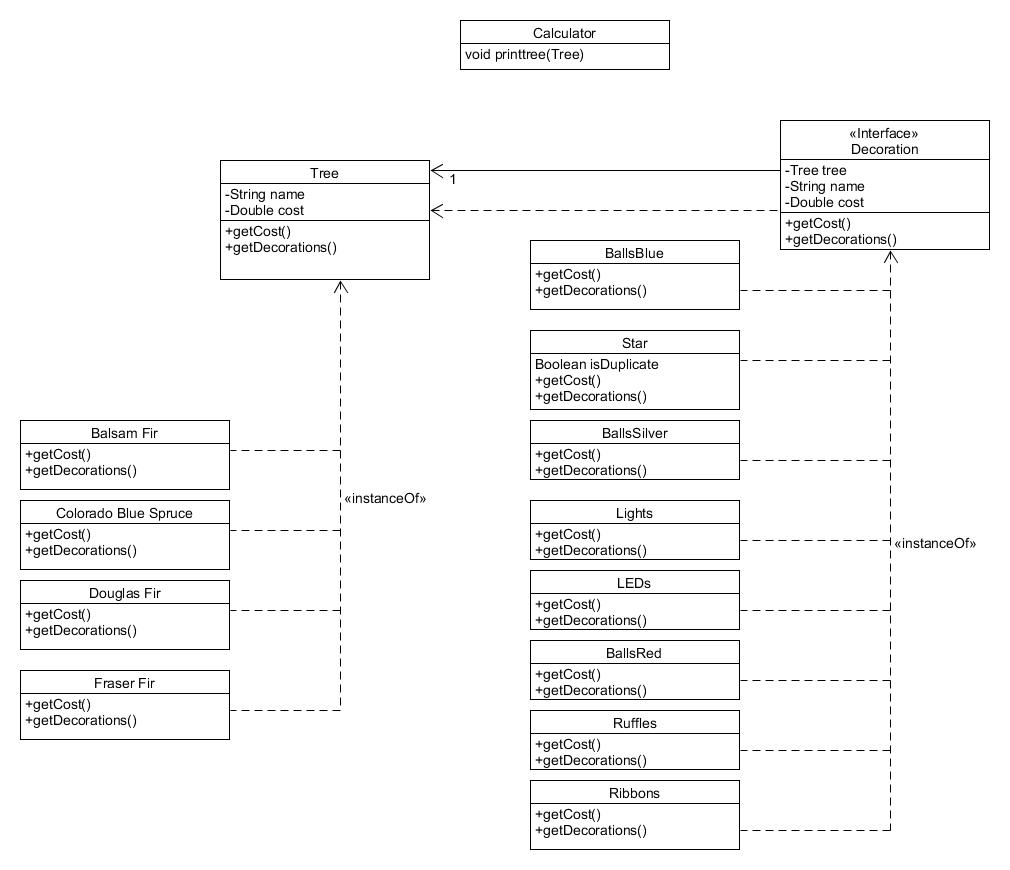 Calculator
void printtree(Tree)
«Interface»
Decoration
-Tree tree
-String name
-Double cost
+getCost()
+getDecorations()
Tree
-String name
-Double cost
+getCost()
+getDecorations()
1
BallsBlue
+getCost()
+getDecorations()
Star
Boolean isDuplicate
+getCost()
+getDecorations()
Balsam Fir
+getCost()
+getDecorations()
BallsSilver
+getCost()
+getDecorations()
«instanceOf»
Colorado Blue Spruce
+getCost()
+getDecorations()
Lights
+getCost()
+getDecorations()
«instanceOf»
Douglas Fir
+getCost()
+getDecorations()
LEDs
+getCost()
+getDecorations()
Fraser Fir
+getCost()
+getDecorations()
BallsRed
+getCost()
+getDecorations()
Ruffles
+getCost()
+getDecorations()
Ribbons
+getCost()
+getDecorations()